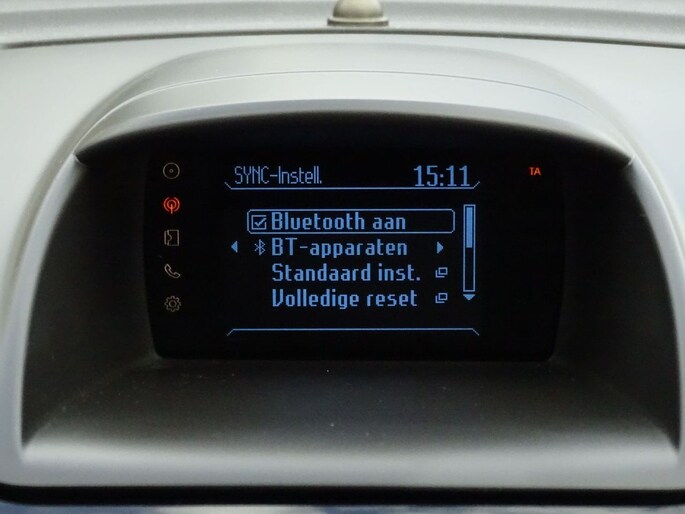 SYNC-Instell. 15:11 TA
Bluetooth aan
BT-apparaten
Standaard inst.
Volledige reset